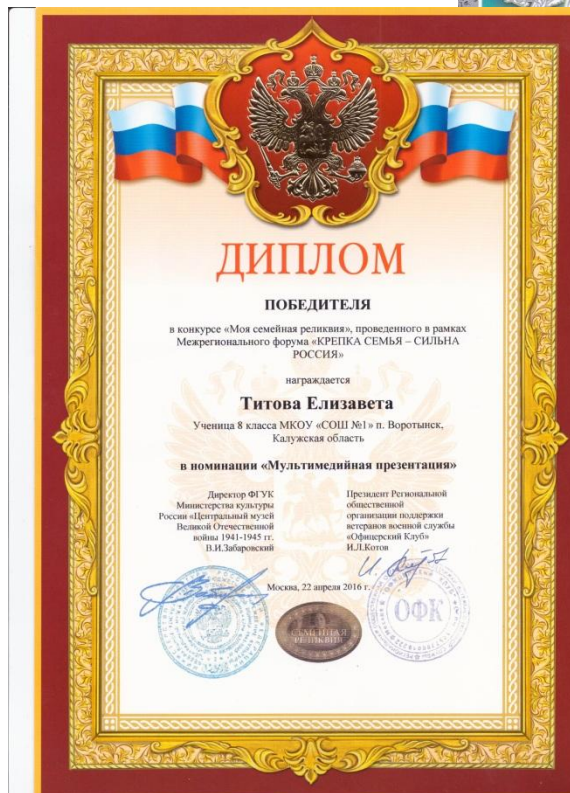 ДИПЛОМ
ПОБЕДИТЕЛЯ
в конкурсе «Моя семейная реликвия», проведенного в рамках
Межрегионального форума «КРЕПКА СЕМЬЯ – СИЛЬНА
РОССИЯ»
награждается
Титова Елизавета
Ученица 8 класса МКОУ «СОШ №1» п. Воротынск,
Калужская область
в номинации «Мультимедийная презентация»
Директор ФГУК
Министерства культуры
России «Центральный музей
Великой Отечественной
войны 1941-1945 гг.
В.И.Забаровский
Президент Региональной
общественной
организации поддержки
ветеранов военной службы
«Офицерский Клуб»
И.Л.Котов
Москва, 22 апреля 2016 г.
СЕМЕЙНАЯ
РЕЛИКВИЯ
ОФК